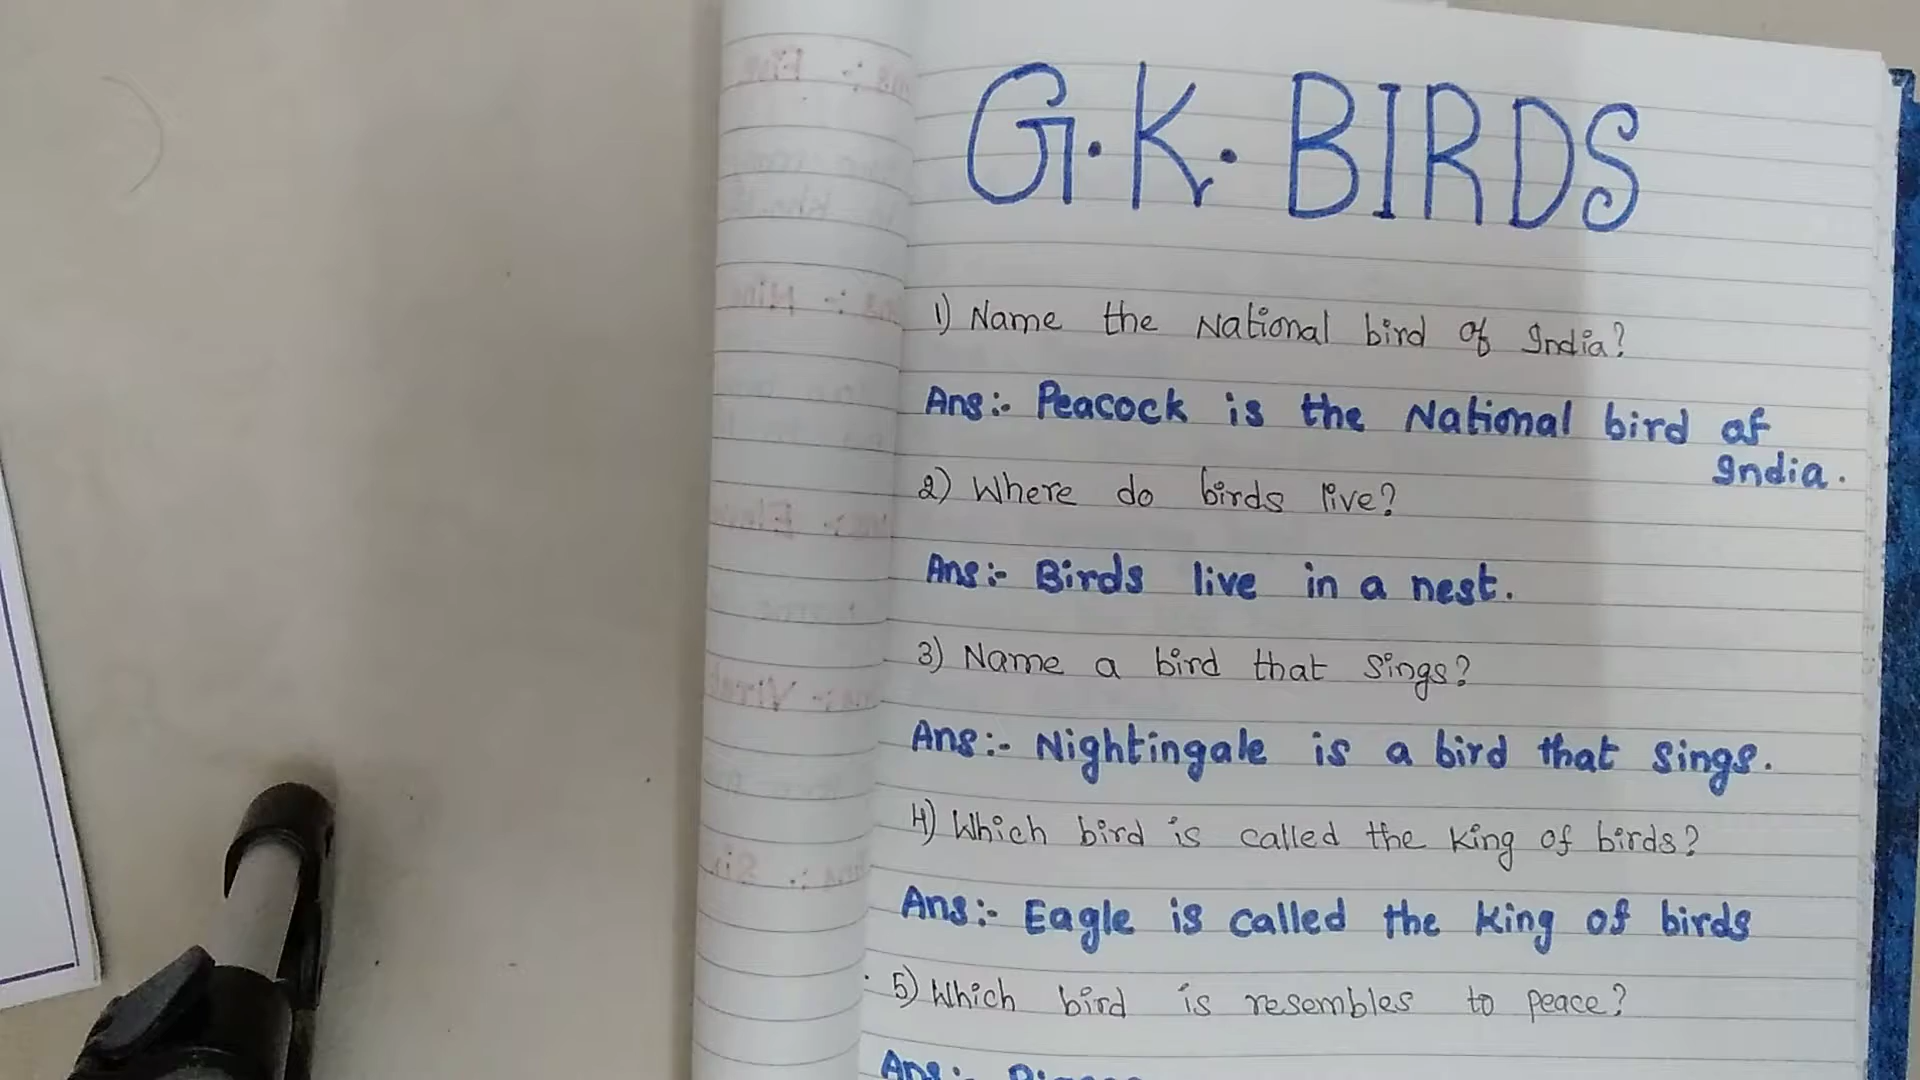 G.K. BIRDS
1) Name the National bird of India?
Ans:- Peacock is the National bird of
India.
2) Where do birds live?
Ans:- Birds live in a nest.
3) Name a bird that sings?
Ans:- Nightingale is a bird that sings.
4) Which bird is called the king of birds?
Ans:- Eagle is called the king of birds
5) Which bird is resembles to peace?
Ans:-